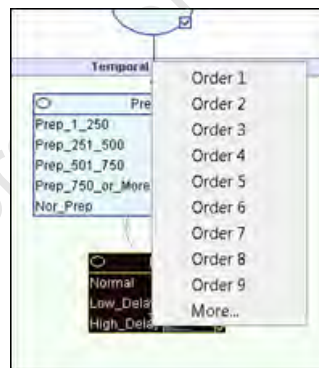 Temporal
Pre
Prep_1_250
Prep_251_500
Prep_501_750
Prep_750_or_More
Nor_Prep
Normal
Low_Dela
High_Delay
Order 1
Order 2
Order 3
Order 4
Order 5
Order 6
Order 7
Order 8
Order 9
More...